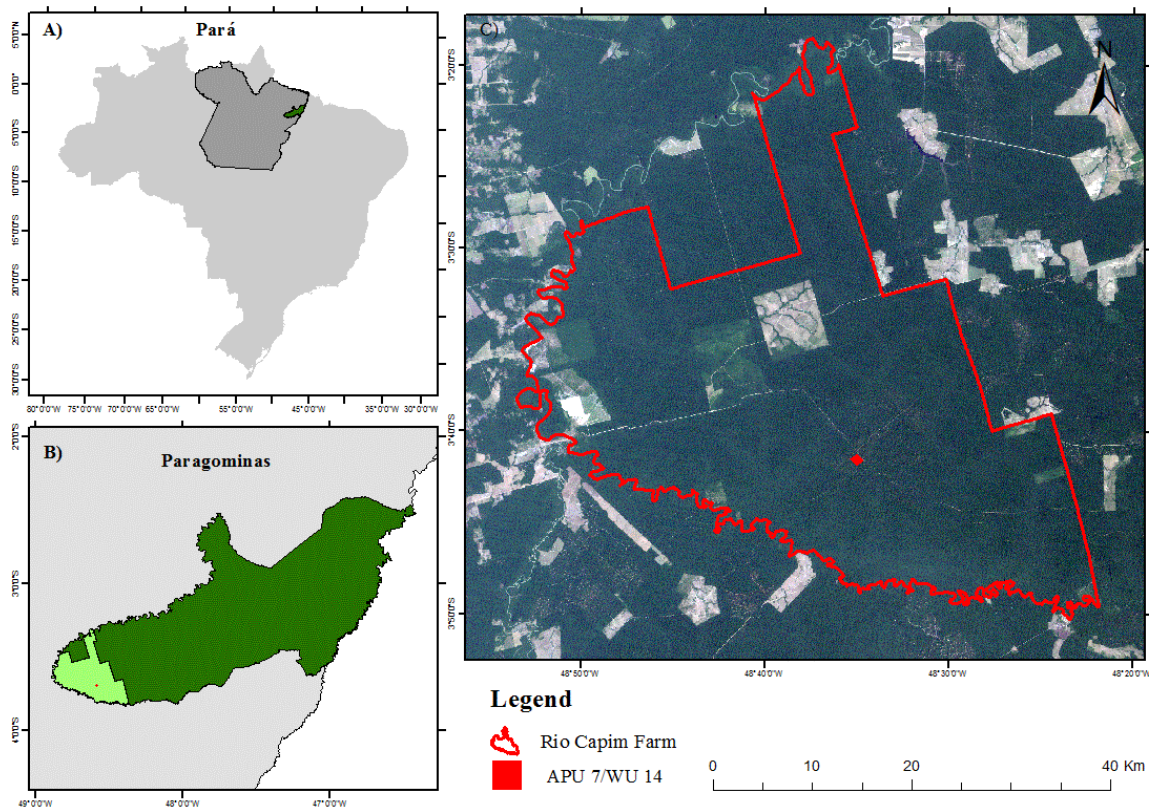 A)
Pará
5°0'0"N
0°0'0"
5°0'0"S
10°0'0"S
15°0'0"S
20°0'0"S
25°0'0"S
30°0'0"S
80°0'0"W 75°0'0"W 70°0'0"W 65°0'0"W 55°0'0"W 45°0'0"W 35°0'0"W 30°0'0"W
B)
Paragominas
2°0'0"S
3°0'0"S
4°0'0"S
49°0'0"W 48°0'0"W 47°0'0"W
C)
N
3°20'0"S
3°30'0"S
3°40'0"S
3°50'0"S
48°50'0"W 48°40'0"W 48°30'0"W 48°20'0"W
Legend
Rio Capim Farm
APU 7/WU 14
0 10 20 40 Km